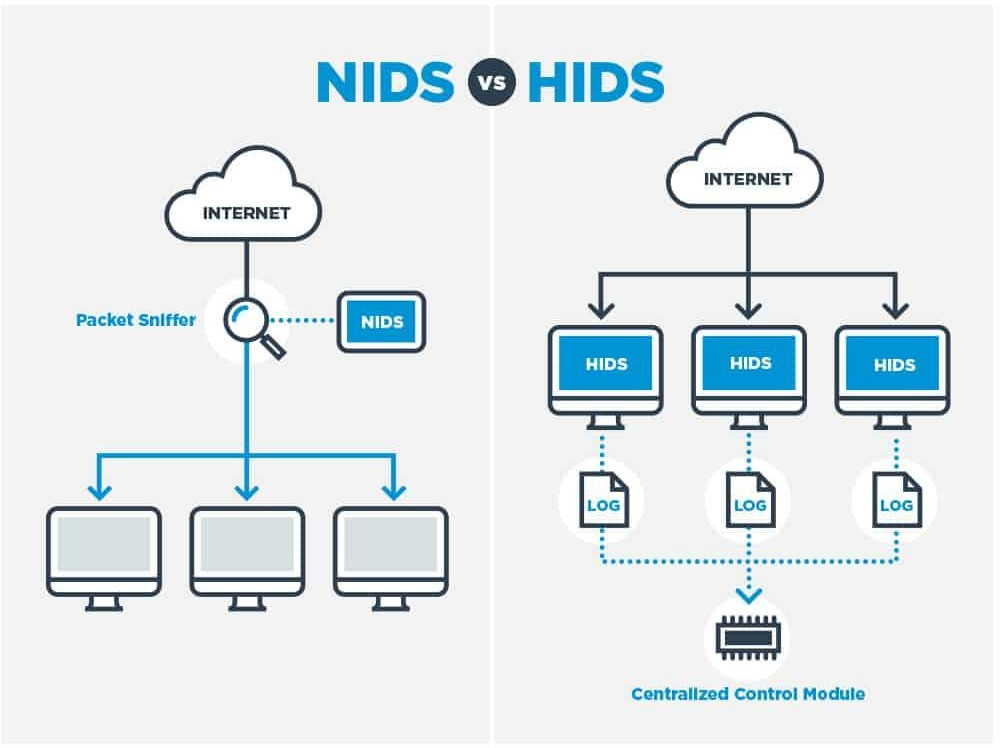 NIDS VS HIDS
INTERNET
Packet Sniffer
NIDS
INTERNET
HIDS
HIDS
HIDS
LOG
LOG
LOG
Centralized Control Module